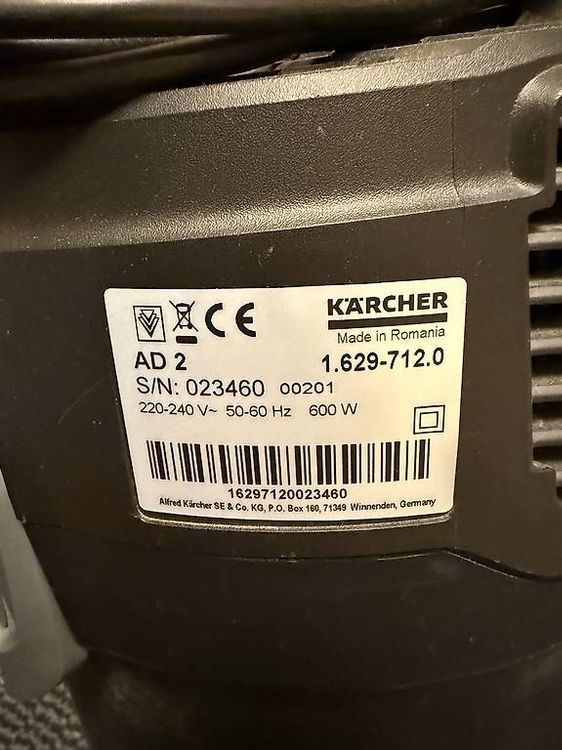 CE
KÄRCHER
Made in Romania
AD 2 1.629-712.0
S/N: 023460 00201
220-240 V~ 50-60 Hz 600 W
16297120023460
Alfred Kärcher SE & Co. KG, P.O. Box 160, 71349 Winnenden, Germany